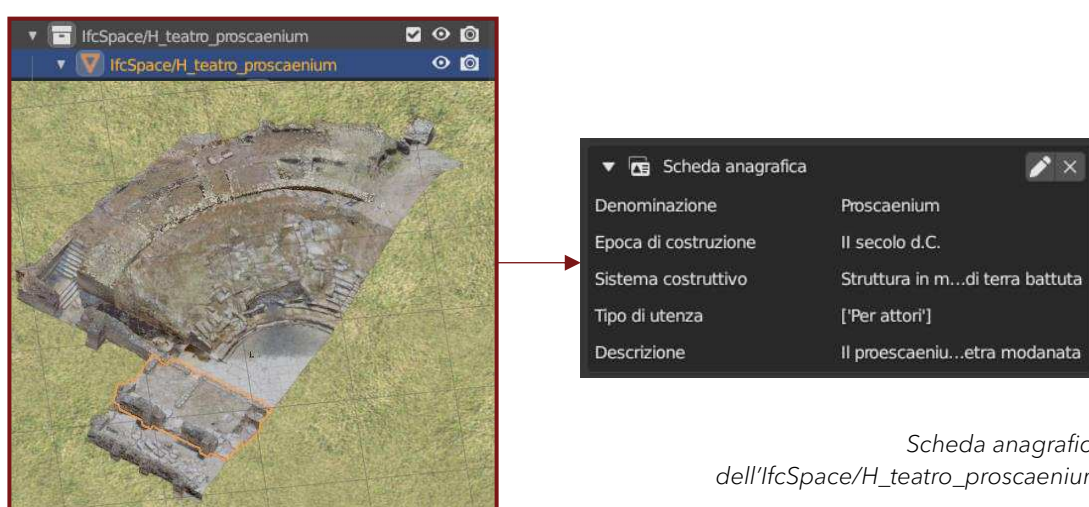 IfcSpace/H_teatro_proscaenium
IfcSpace/H_teatro_proscaenium
Scheda anagrafica
Denominazione Proscaenium
Epoca di costruzione II secolo d.C.
Sistema costruttivo Struttura in m...di terra battuta
Tipo di utenza ['Per attori']
Descrizione Il proescaeniu...etra modanata
Scheda anagrafic
dell'IfcSpace/H_teatro_proscaeniu